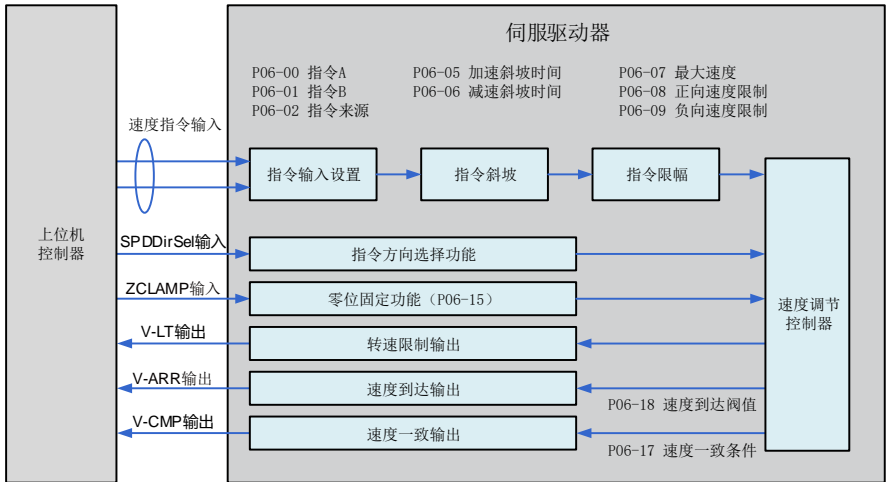 伺服驱动器
P06-00 指令A
P06-01 指令B
P06-02 指令来源
P06-05 加速斜坡时间
P06-06 减速斜坡时间
P06-07 最大速度
P06-08 正向速度限制
P06-09 负向速度限制
速度指令输入
指令输入设置
指令斜坡
指令限幅
上位机
控制器
SPDDirSel输入
指令方向选择功能
ZCLAMP输入
零位固定功能（P06-15）
速度调节
控制器
V-LT输出
转速限制输出
V-ARR输出
速度到达输出
P06-18 速度到达阀值
V-CMP输出
速度一致输出
P06-17 速度一致条件